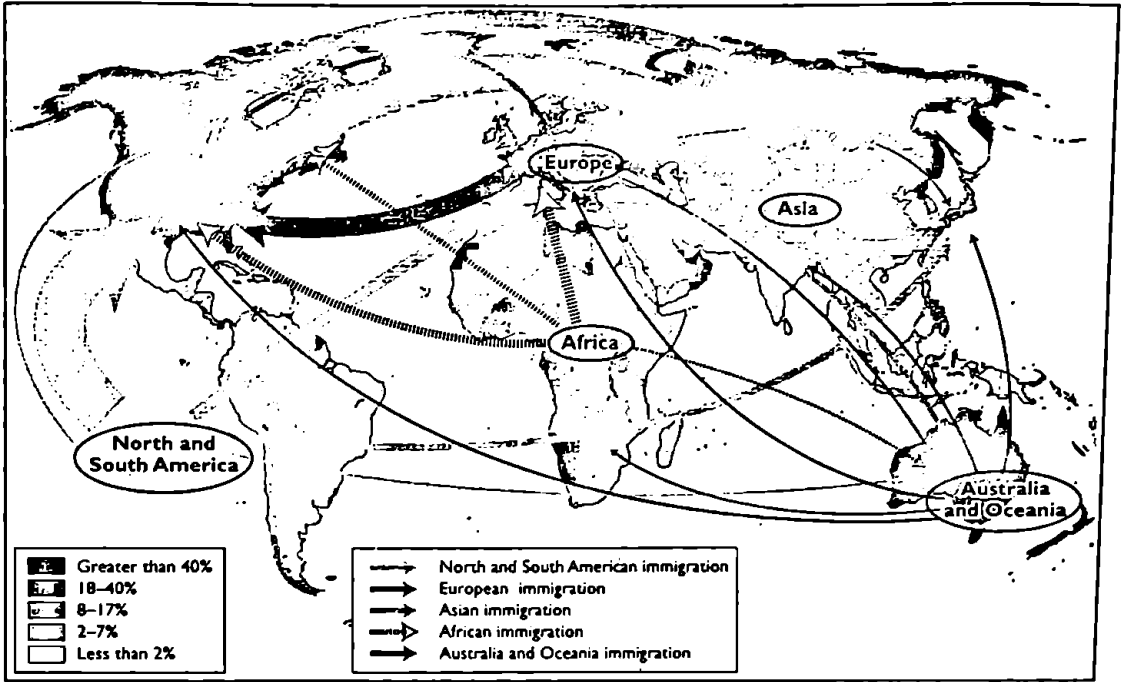 Europe
Asia
Africa
North and
South America
Australia
and Oceania
Greater than 40%
18–40%
8–17%
2–7%
Less than 2%
North and South American immigration
European immigration
Asian immigration
African immigration
Australia and Oceania immigration